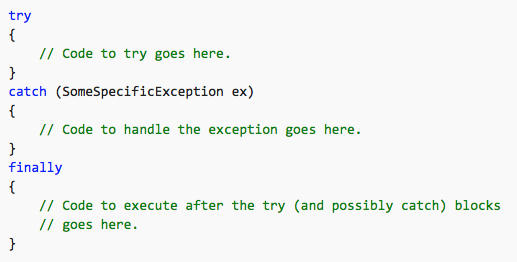 try
{
    // Code to try goes here.
}
catch (SomeSpecificException ex)
{
    // Code to handle the exception goes here.
}
finally
{
    // Code to execute after the try (and possibly catch) blocks
    // goes here.
}